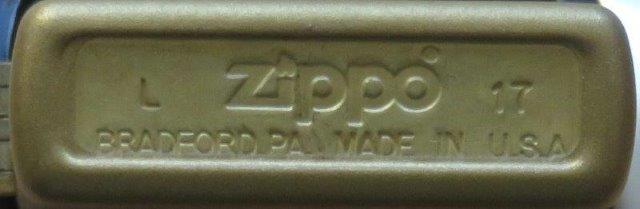 L zippo 17
BRADFORD, PA. MADE IN U.S.A